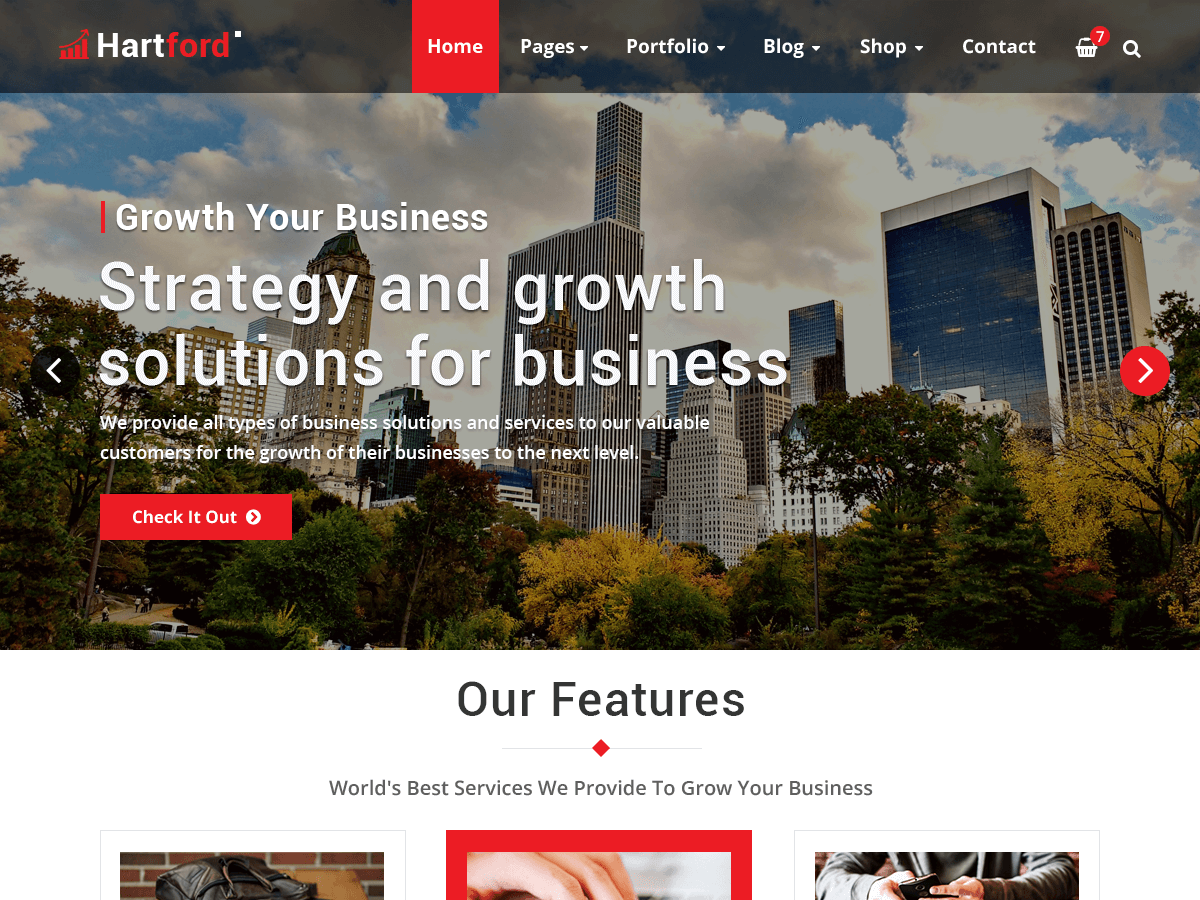 Hartford
Home Pages Portfolio Blog Shop Contact 7
Growth Your Business
Strategy and growth
solutions for business
We provide all types of business solutions and services to our valuable
customers for the growth of their businesses to the next level.
Check It Out
Our Features
World's Best Services We Provide To Grow Your Business